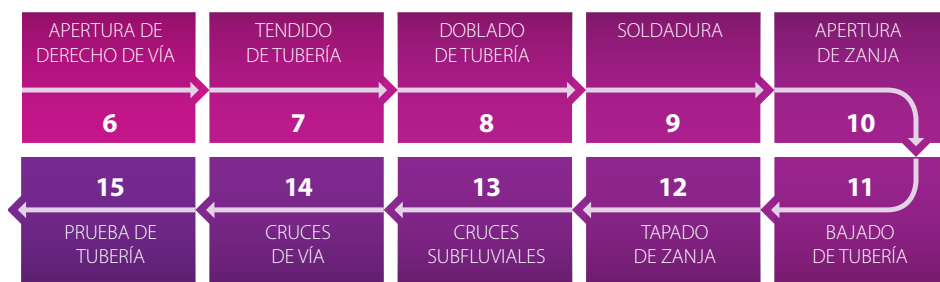 APERTURA DE
DERECHO DE VÍA
6
TENDIDO
DE TUBERÍA
7
DOBLADO
DE TUBERÍA
8
SOLDADURA
9
APERTURA
DE ZANJA
10
11
BAJADO
DE TUBERÍA
12
TAPADO
DE ZANJA
13
CRUCES
SUBFLUVIALES
14
CRUCES
DE VÍA
15
PRUEBA DE
TUBERÍA